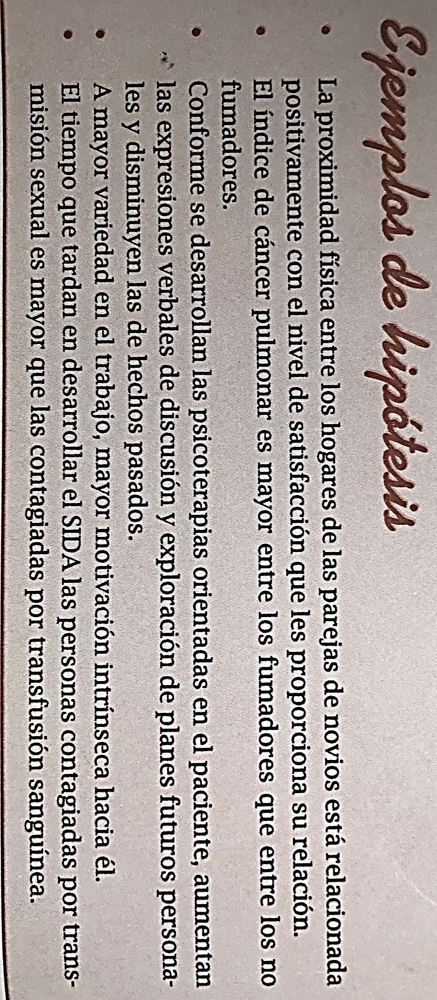 Ejemplos de hipótesis
• La proximidad física entre los hogares de las parejas de novios está relacionada
positivamente con el nivel de satisfacción que les proporciona su relación.
• El índice de cáncer pulmonar es mayor entre los fumadores que entre los no
fumadores.
• Conforme se desarrollan las psicoterapias orientadas en el paciente, aumentan
las expresiones verbales de discusión y exploración de planes futuros persona-
les y disminuyen las de hechos pasados.
• A mayor variedad en el trabajo, mayor motivación intrínseca hacia él.
• El tiempo que tardan en desarrollar el SIDA las personas contagiadas por trans-
misión sexual es mayor que las contagiadas por transfusión sanguínea.